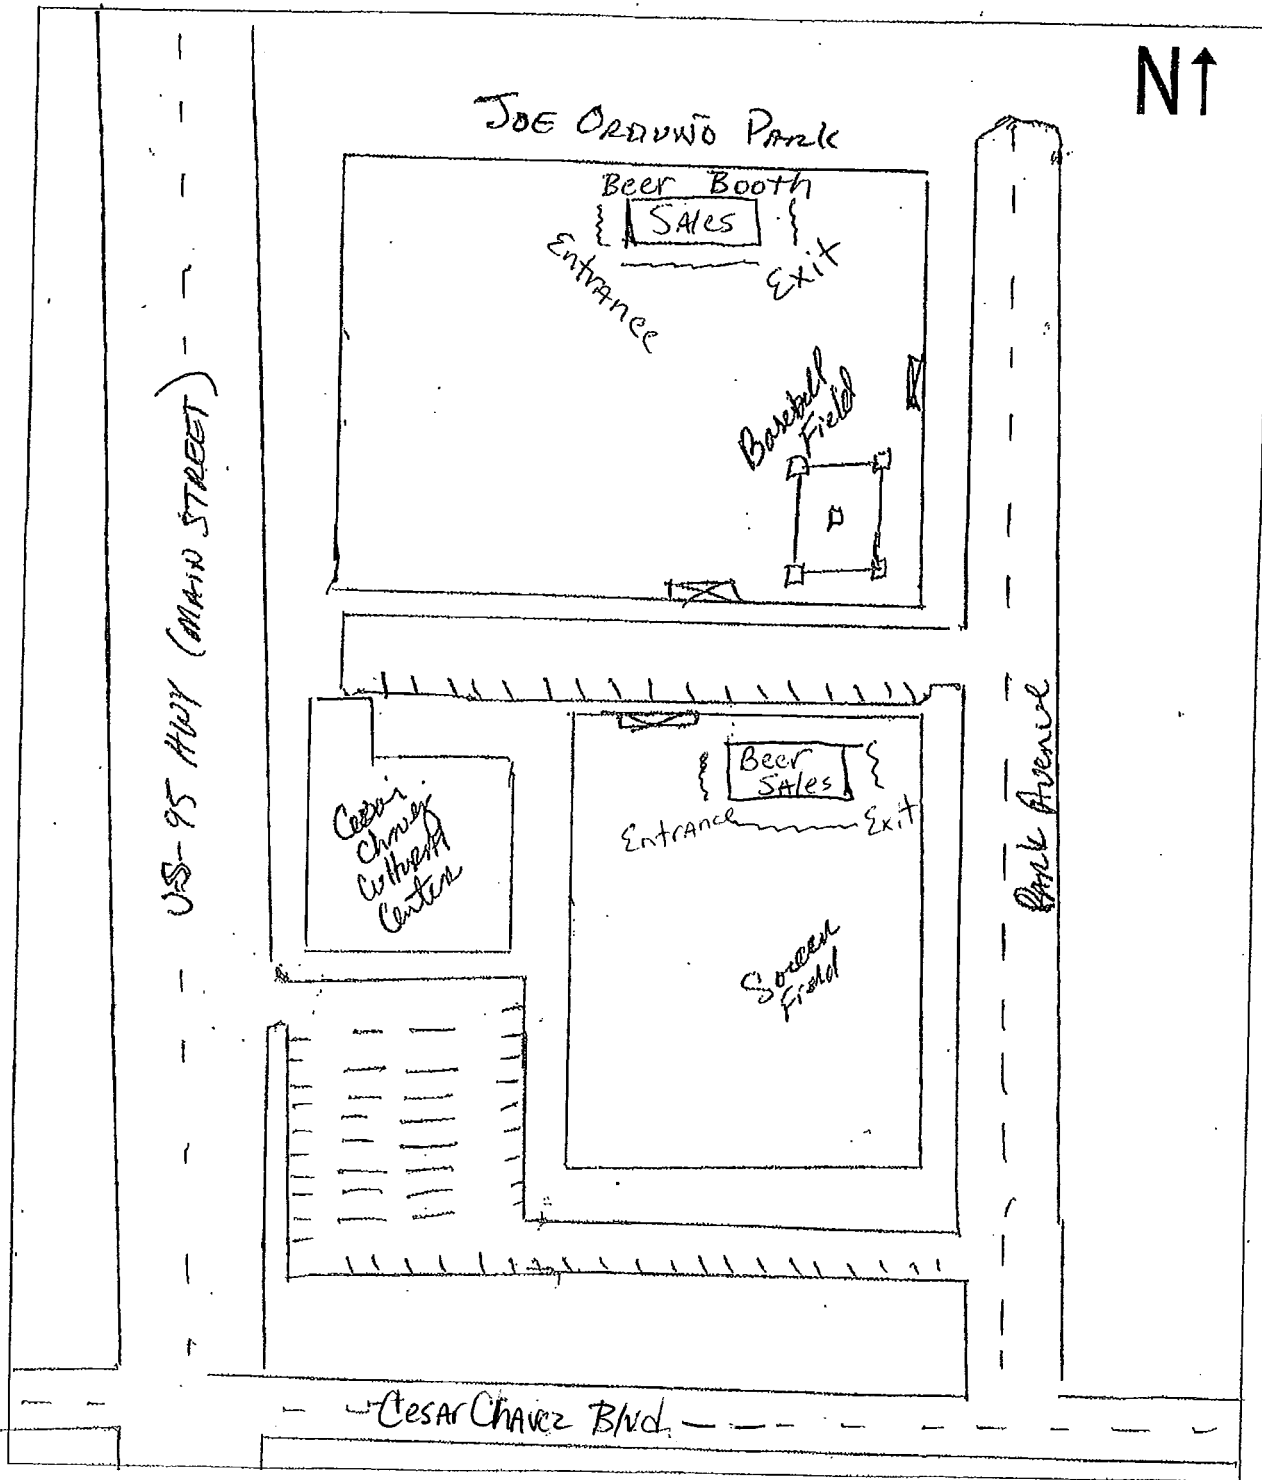 N↑
JOE ORDUNO PARK
Beer Booth
SALES
Entrance
Exit
Baseball
Field
US-95 HWY (MAIN STREET)
Beer
SALES
Entrance
Exit
Park Avenue
Cesar
Chavez
Cultural
Center
Soccer
Field
Cesar Chavez Blvd.